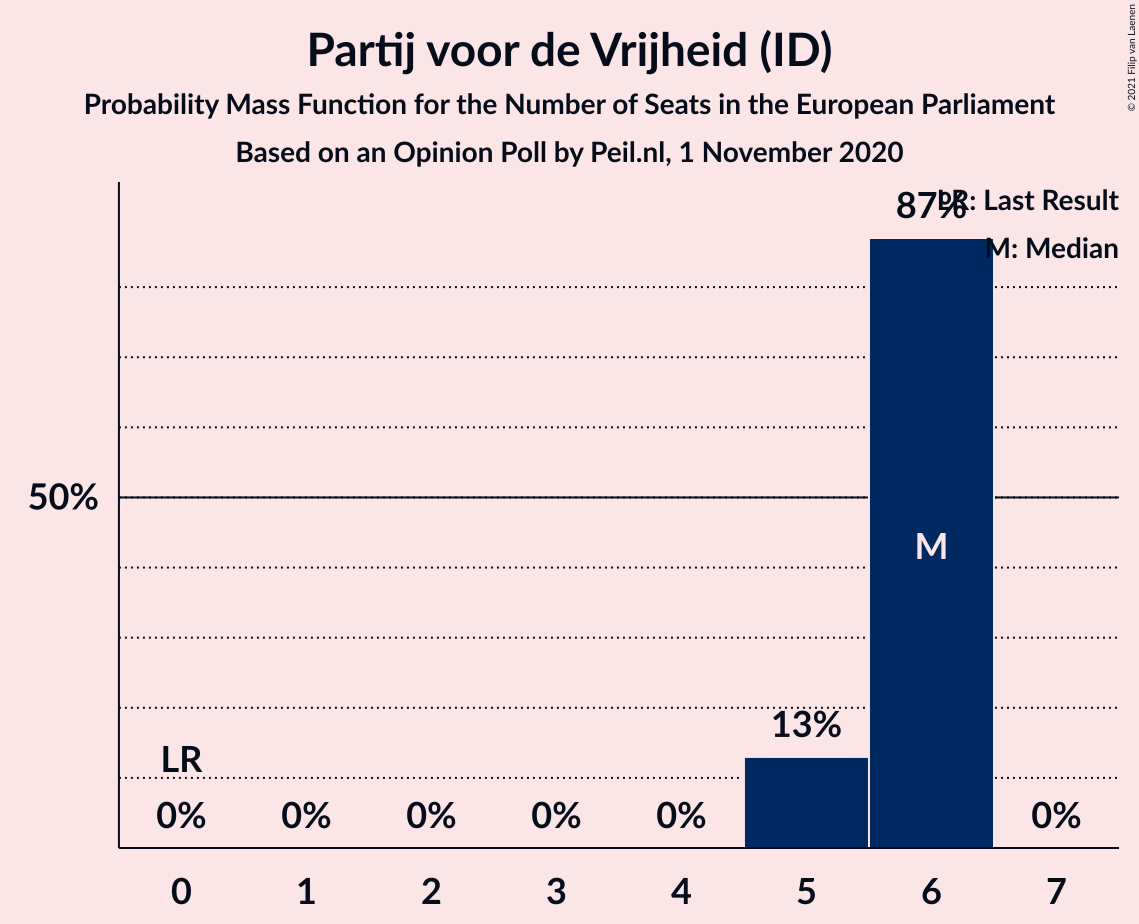 Partij voor de Vrijheid (ID)
Probability Mass Function for the Number of Seats in the European Parliament
Based on an Opinion Poll by Peil.nl, 1 November 2020
© 2021 Filip van Laenen
LR: Last Result
M: Median
87%
50%
M
13%
LR
0% 0% 0% 0% 0% 0%
0 1 2 3 4 5 6 7